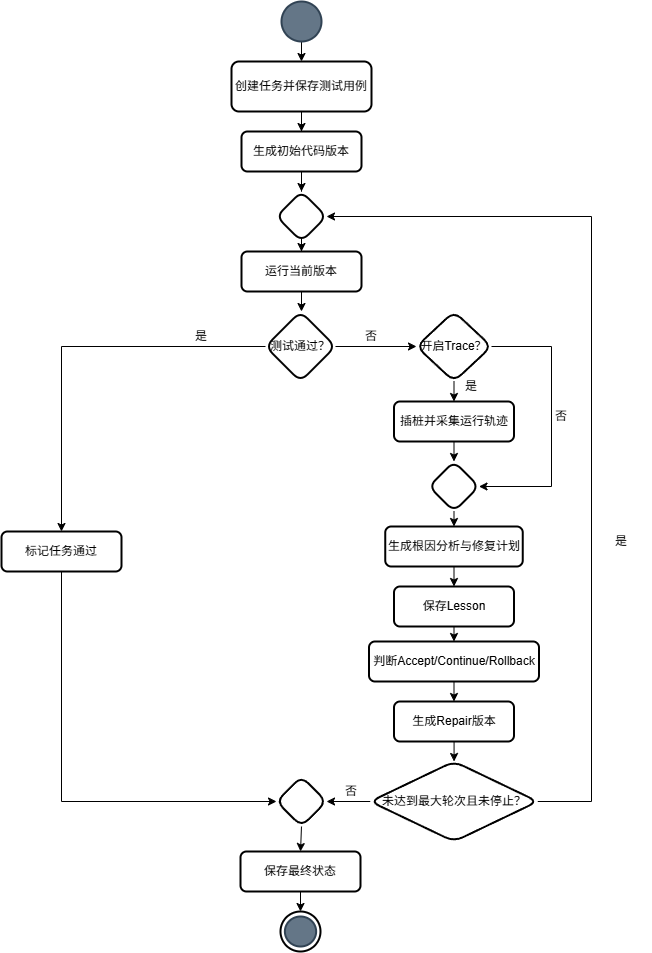 创建任务并保存测试用例
生成初始代码版本
运行当前版本
是
测试通过?
否
开启Trace?
是
插桩并采集运行轨迹
否
生成根因分析与修复计划
是
标记任务通过
保存Lesson
判断Accept/Continue/Rollback
生成Repair版本
否
未达到最大轮次且未停止?
保存最终状态